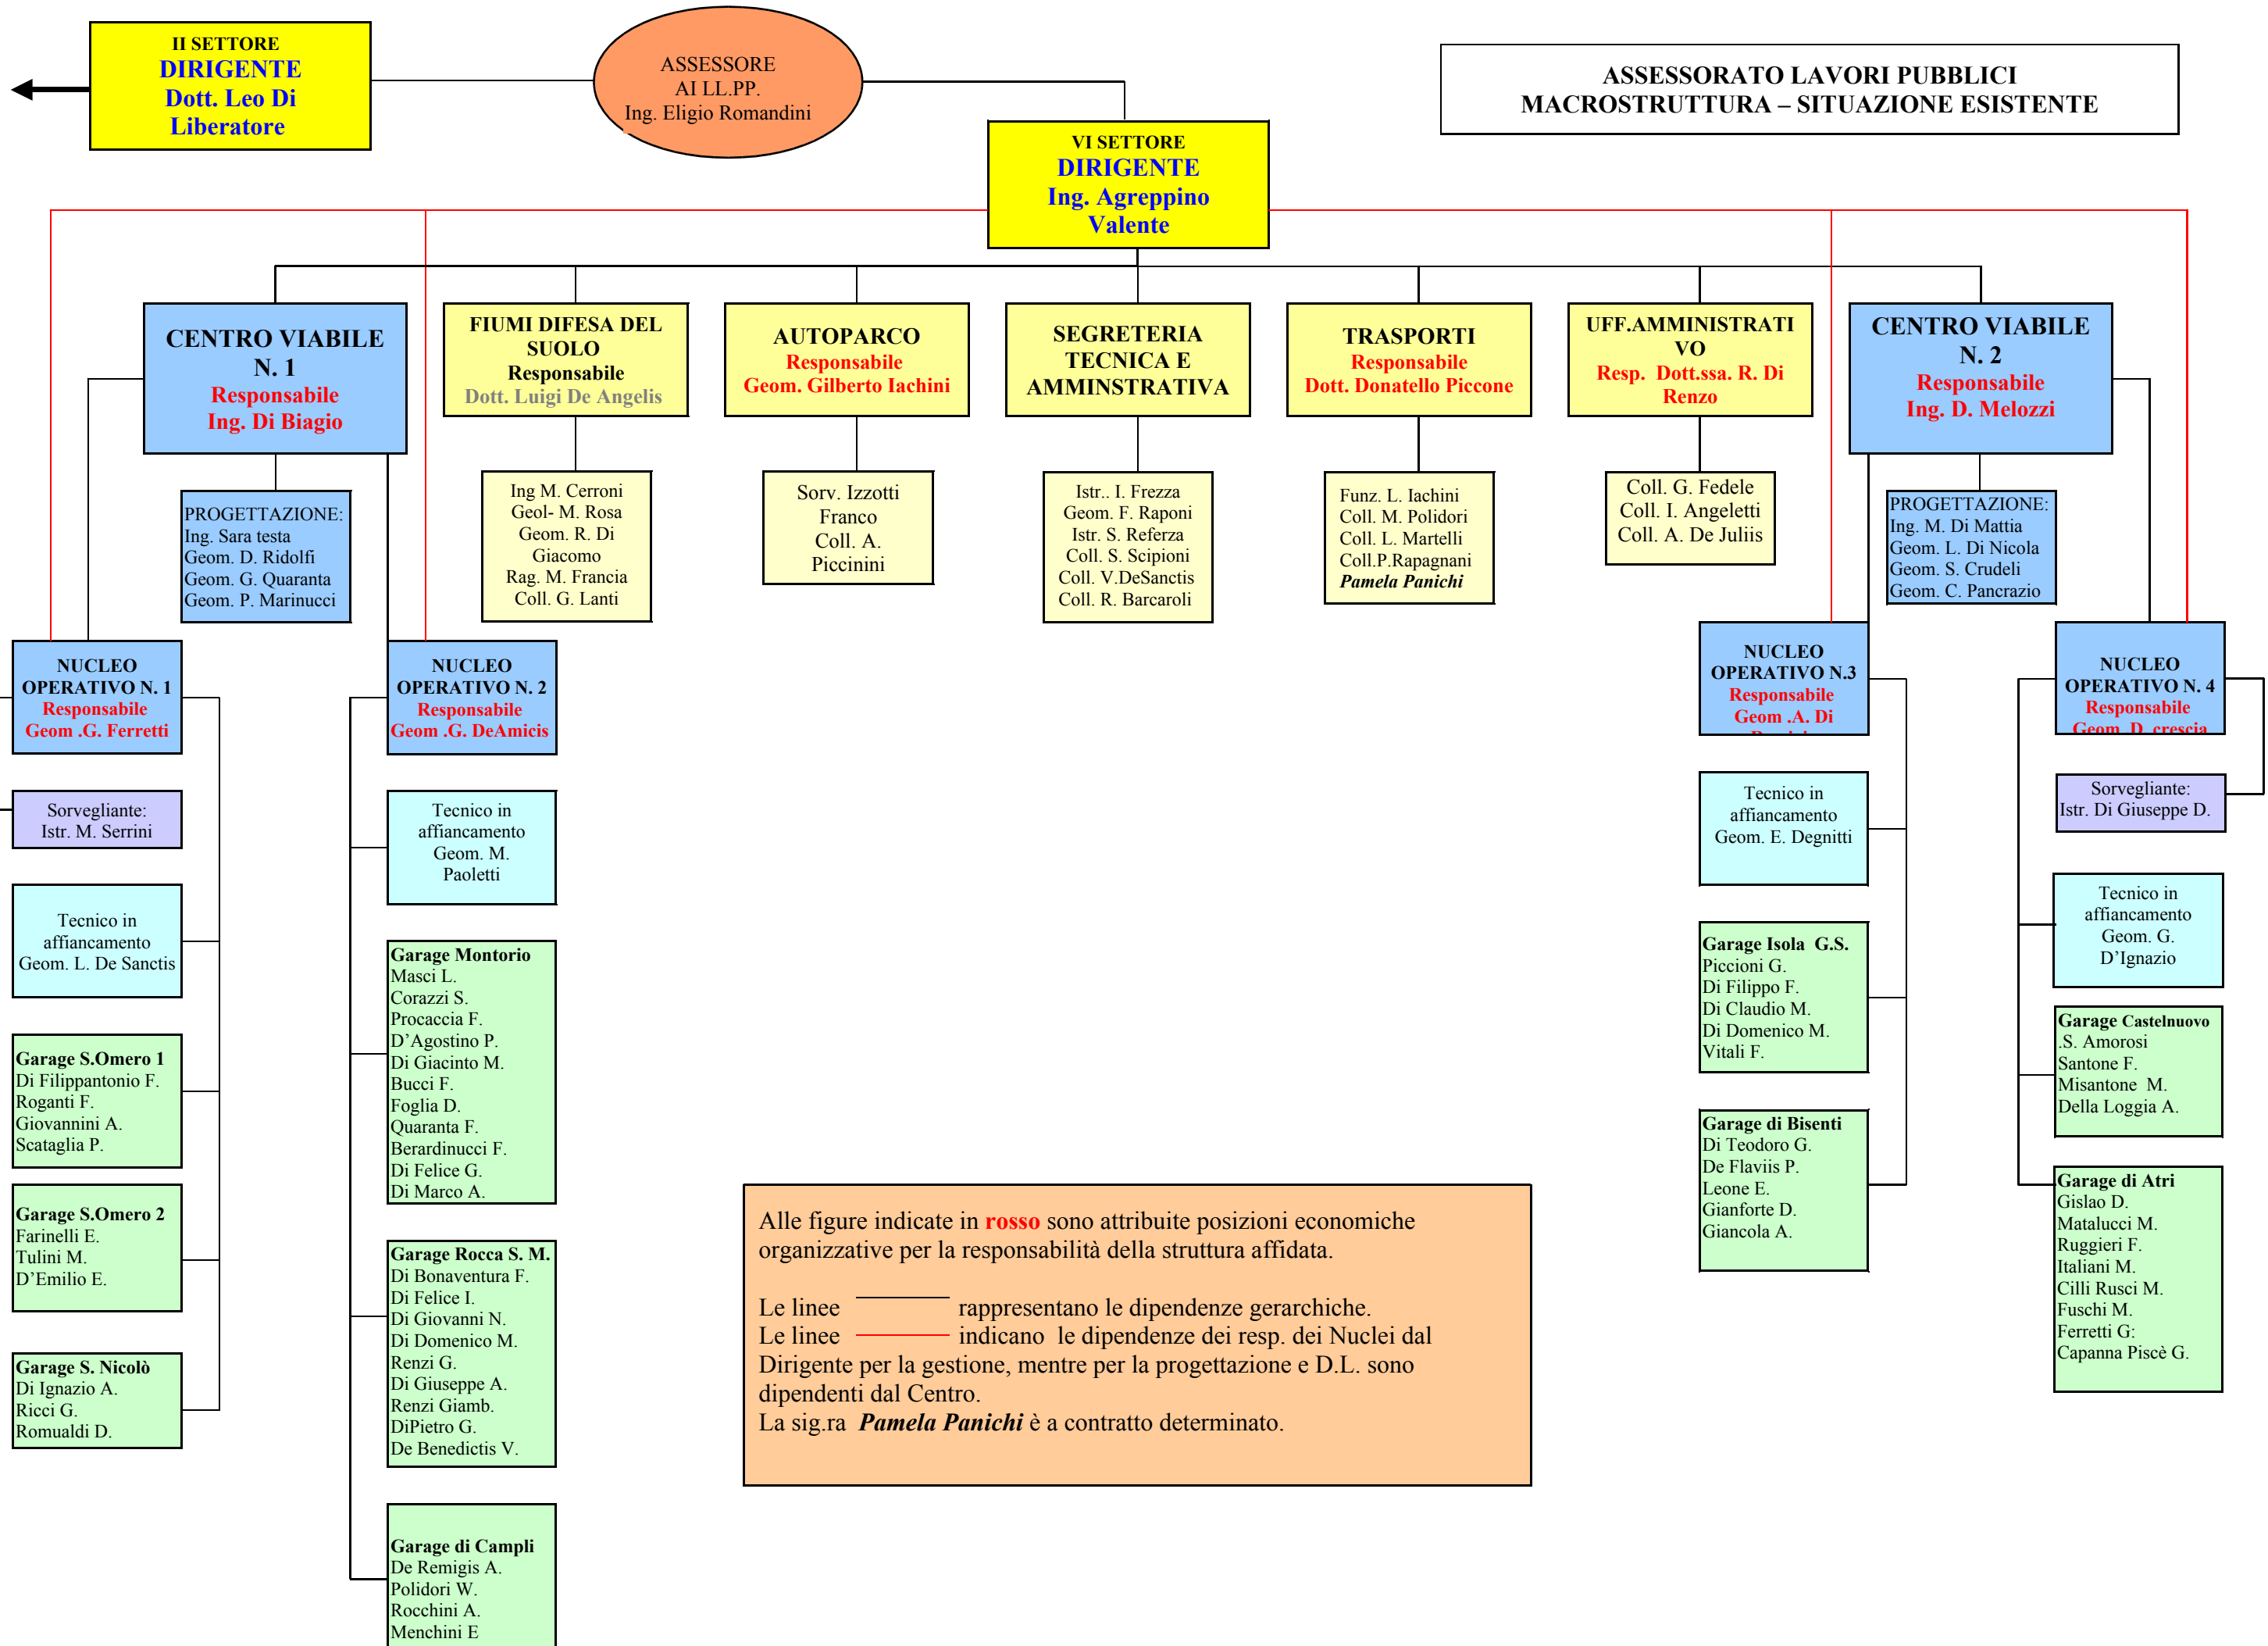 II SETTORE
DIRIGENTE
Dott. Leo Di
Liberatore
ASSESSORE
AI LL.PP.
Ing. Eligio Romandini
ASSESSORATO LAVORI PUBBLICI
MACROSTRUTTURA – SITUAZIONE ESISTENTE
VI SETTORE
DIRIGENTE
Ing. Agreppino
Valente
CENTRO VIABILE
N. 1
Responsabile
Ing. Di Biagio
FIUMI DIFESA DEL
SUOLO
Responsabile
Dott. Luigi De Angelis
AUTOPARCO
Responsabile
Geom. Gilberto Iachini
SEGRETERIA
TECNICA E
AMMINSTRATIVA
TRASPORTI
Responsabile
Dott. Donatello Piccone
UFF.AMMINISTRATI
VO
Resp. Dott.ssa. R. Di
Renzo
CENTRO VIABILE
N. 2
Responsabile
Ing. D. Melozzi
PROGETTAZIONE:
Ing. Sara testa
Geom. D. Ridolfi
Geom. G. Quaranta
Geom. P. Marinucci
Ing M. Cerroni
Geol- M. Rosa
Geom. R. Di
Giacomo
Rag. M. Francia
Coll. G. Lanti
Sorv. Izzotti
Franco
Coll. A.
Piccinini
Istr.. I. Frezza
Geom. F. Raponi
Istr. S. Referza
Coll. S. Scipioni
Coll. V.DeSanctis
Coll. R. Barcaroli
Funz. L. Iachini
Coll. M. Polidori
Coll. L. Martelli
Coll.P.Rapagnani
Pamela Panichi
Coll. G. Fedele
Coll. I. Angeletti
Coll. A. De Juliis
PROGETTAZIONE:
Ing. M. Di Mattia
Geom. L. Di Nicola
Geom. S. Crudeli
Geom. C. Pancrazio
NUCLEO
OPERATIVO N. 1
Responsabile
Geom .G. Ferretti
NUCLEO
OPERATIVO N. 2
Responsabile
Geom .G. DeAmicis
NUCLEO
OPERATIVO N.3
Responsabile
Geom .A. Di
NUCLEO
OPERATIVO N. 4
Responsabile
Geom. D. crescia
Sorvegliante:
Istr. M. Serrini
Tecnico in
affiancamento
Geom. L. De Sanctis
Garage S.Omero 1
Di Filippantonio F.
Roganti F.
Giovannini A.
Scataglia P.
Garage S.Omero 2
Farinelli E.
Tulini M.
D'Emilio E.
Garage S. Nicolò
Di Ignazio A.
Ricci G.
Romualdi D.
Tecnico in
affiancamento
Geom. M.
Paoletti
Garage Montorio
Masci L.
Corazzi S.
Procaccia F.
D'Agostino P.
Di Giacinto M.
Bucci F.
Foglia D.
Quaranta F.
Berardinucci F.
Di Felice G.
Di Marco A.
Garage Rocca S. M.
Di Bonaventura F.
Di Felice I.
Di Giovanni N.
Di Domenico M.
Renzi G.
Di Giuseppe A.
Renzi Giamb.
DiPietro G.
De Benedictis V.
Garage di Campli
De Remigis A.
Polidori W.
Rocchini A.
Menchini E
Alle figure indicate in rosso sono attribuite posizioni economiche
organizzative per la responsabilità della struttura affidata.
Le linee rappresentano le dipendenze gerarchiche.
Le linee indicano le dipendenze dei resp. dei Nuclei dal
Dirigente per la gestione, mentre per la progettazione e D.L. sono
dipendenti dal Centro.
La sig.ra Pamela Panichi è a contratto determinato.
Tecnico in
affiancamento
Geom. E. Degnitti
Garage Isola G.S.
Piccioni G.
Di Filippo F.
Di Claudio M.
Di Domenico M.
Vitali F.
Garage di Bisenti
Di Teodoro G.
De Flaviis P.
Leone E.
Gianforte D.
Giancola A.
Sorvegliante:
Istr. Di Giuseppe D.
Tecnico in
affiancamento
Geom. G.
D'Ignazio
Garage Castelnuovo
.S. Amorosi
Santone F.
Misantone M.
Della Loggia A.
Garage di Atri
Gislao D.
Matalucci M.
Ruggieri F.
Italiani M.
Cilli Rusci M.
Fuschi M.
Ferretti G:
Capanna Piscè G.